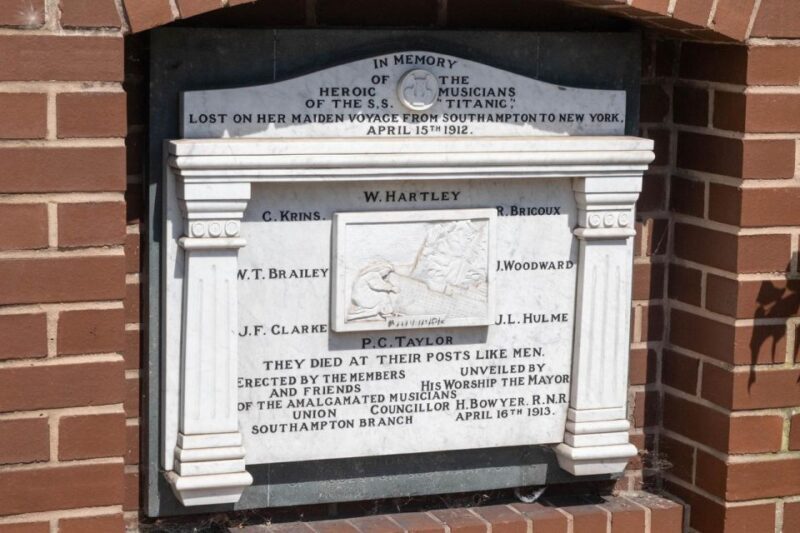 IN MEMORY
OF THE
HEROIC MUSICIANS
OF THE S.S. "TITANIC,"
LOST ON HER MAIDEN VOYAGE FROM SOUTHAMPTON TO NEW YORK.
APRIL 15TH 1912.
W. HARTLEY
C. KRINS. R. BRICOUX
W.T. BRAILEY J. WOODWARD
J.F. CLARKE J.L. HULME
P.C. TAYLOR
THEY DIED AT THEIR POSTS LIKE MEN.
ERECTED BY THE MEMBERS
AND FRIENDS
OF THE AMALGAMATED MUSICIANS
UNION
SOUTHAMPTON BRANCH
UNVEILED BY
HIS WORSHIP THE MAYOR
COUNCILLOR H. BOWYER. R.N.R.
APRIL 16TH 1913.